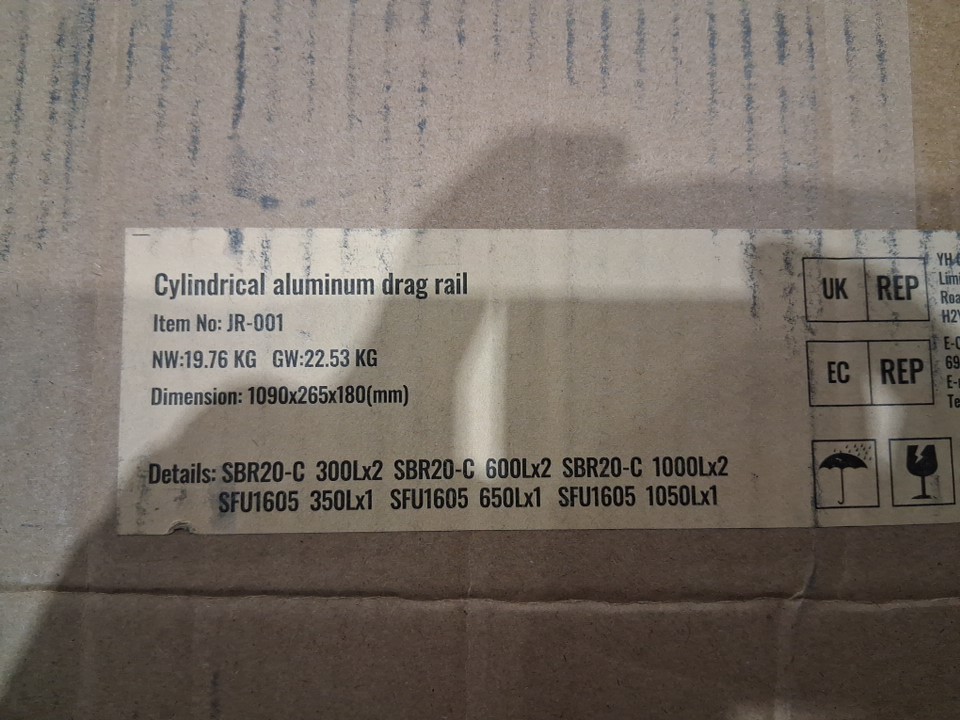 Cylindrical aluminum drag rail
Item No: JR-001
NW:19.76 KG GW:22.53 KG
Dimension: 1090x265x180(mm)
Details: SBR20-C 300Lx2 SBR20-C 600Lx2 SBR20-C 1000Lx2
SFU1605 350Lx1 SFU1605 650Lx1 SFU1605 1050Lx1
UK REP
YH
EC REP